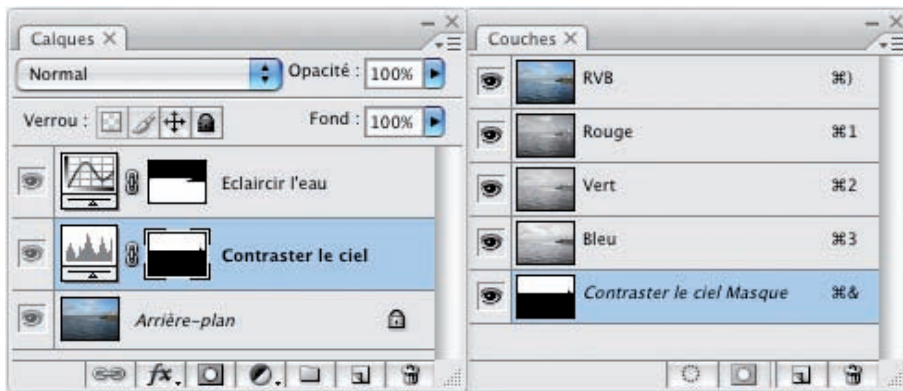 Calques
Normal
Opacité : 100%
Verrou :
Fond : 100%
Eclaircir l'eau
Contraster le ciel
Arrière-plan
fx
Couches
RVB ⌘)
Rouge ⌘1
Vert ⌘2
Bleu ⌘3
Contraster le ciel Masque ⌘&